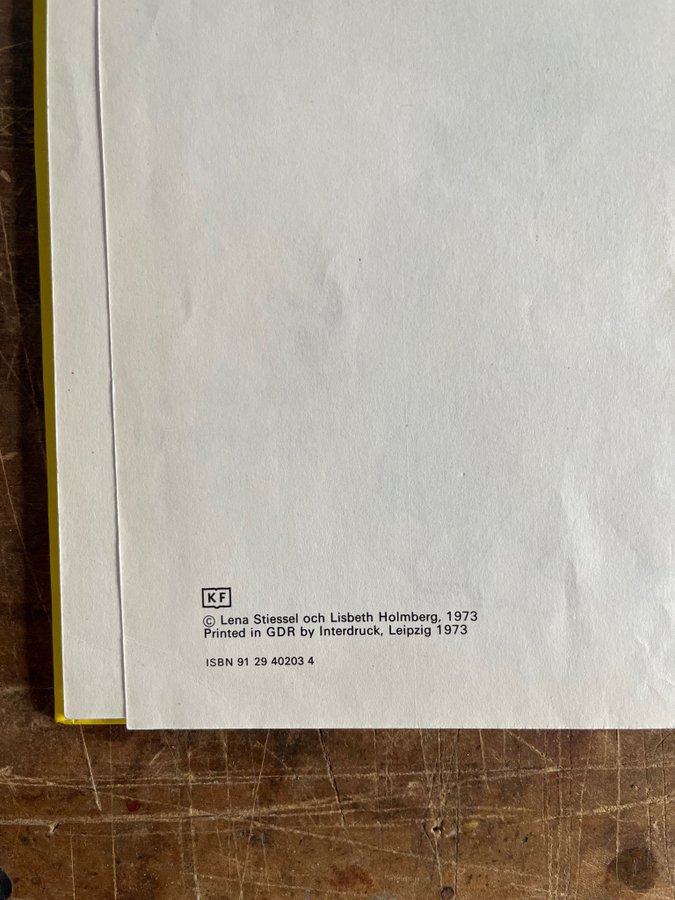 KF
© Lena Stiessel och Lisbeth Holmberg, 1973
Printed in GDR by Interdruck, Leipzig 1973
ISBN 91 29 40203 4